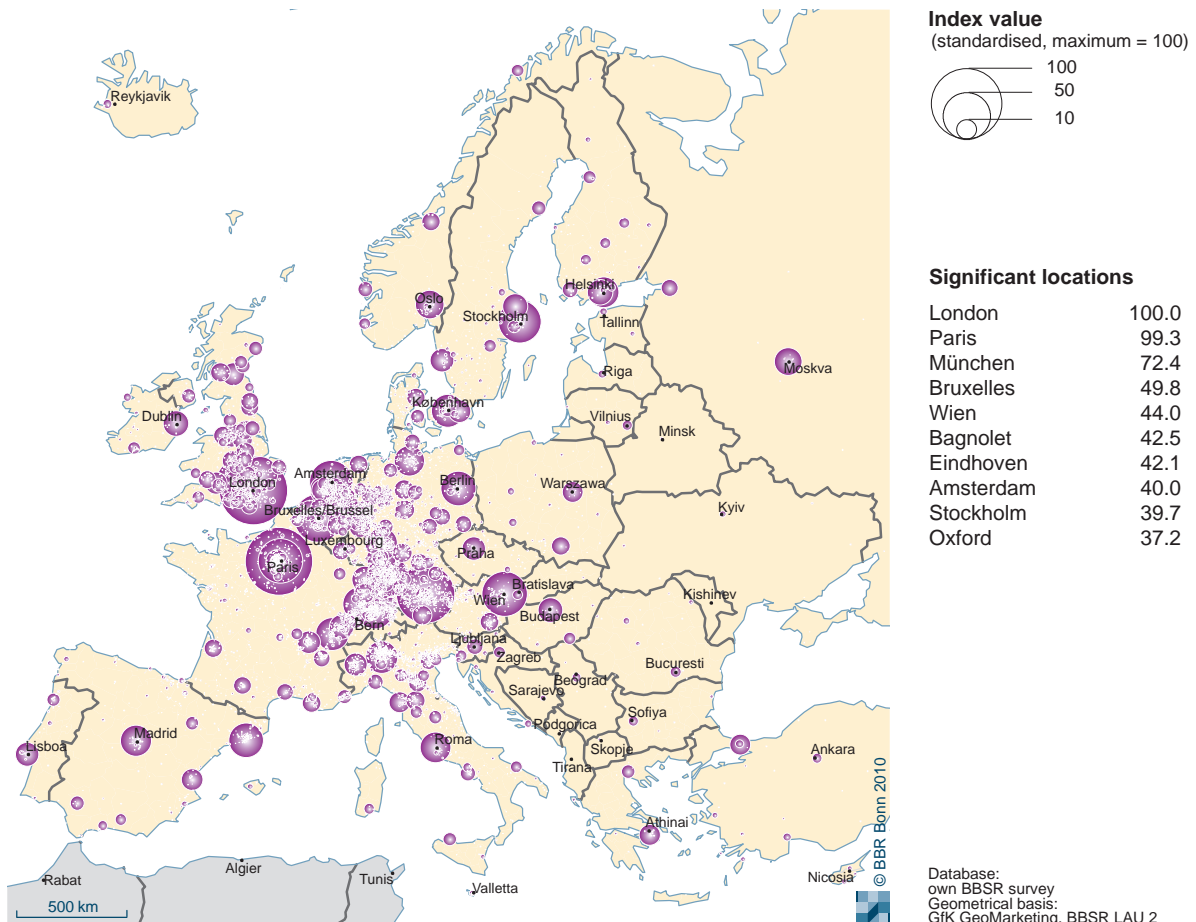 Index value
(standardised, maximum = 100)
100
50
10
Significant locations
London 100.0
Paris 99.3
München 72.4
Bruxelles 49.8
Wien 44.0
Bagnolet 42.5
Eindhoven 42.1
Amsterdam 40.0
Stockholm 39.7
Oxford 37.2
Reykjavik
Helsinki
Oslo
Stockholm
Tallinn
Riga
Moskva
København
Vilnius
Dublin
Minsk
Amsterdam
London
Berlin
Warszawa
Bruxelles/Brussel
Kyiv
Luxembourg
Praha
Paris
Bratislava
Wien
Kishinev
Budapest
Bern
Ljubljana
Zagreb
Bucuresti
Beograd
Sarajevo
Sofiya
Podgorica
Madrid
Roma
Skopje
Lisboa
Ankara
Tirana
Athinai
Algier
Tunis
Rabat
Valletta
Nicosia
500 km
© BBR Bonn 2010
Database:
own BBSR survey
Geometrical basis:
GfK GeoMarketing, BBSR LAU 2